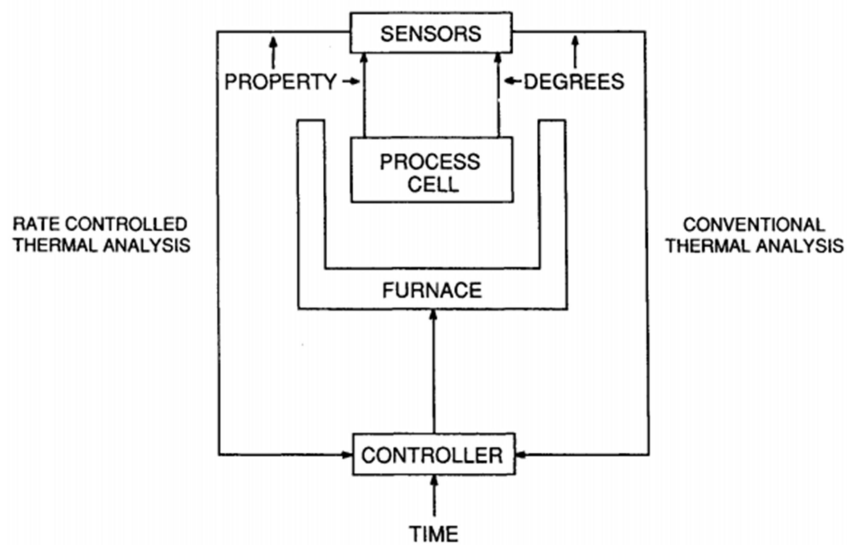 SENSORS
PROPERTY
DEGREES
PROCESS
CELL
RATE CONTROLLED
THERMAL ANALYSIS
CONVENTIONAL
THERMAL ANALYSIS
FURNACE
CONTROLLER
TIME